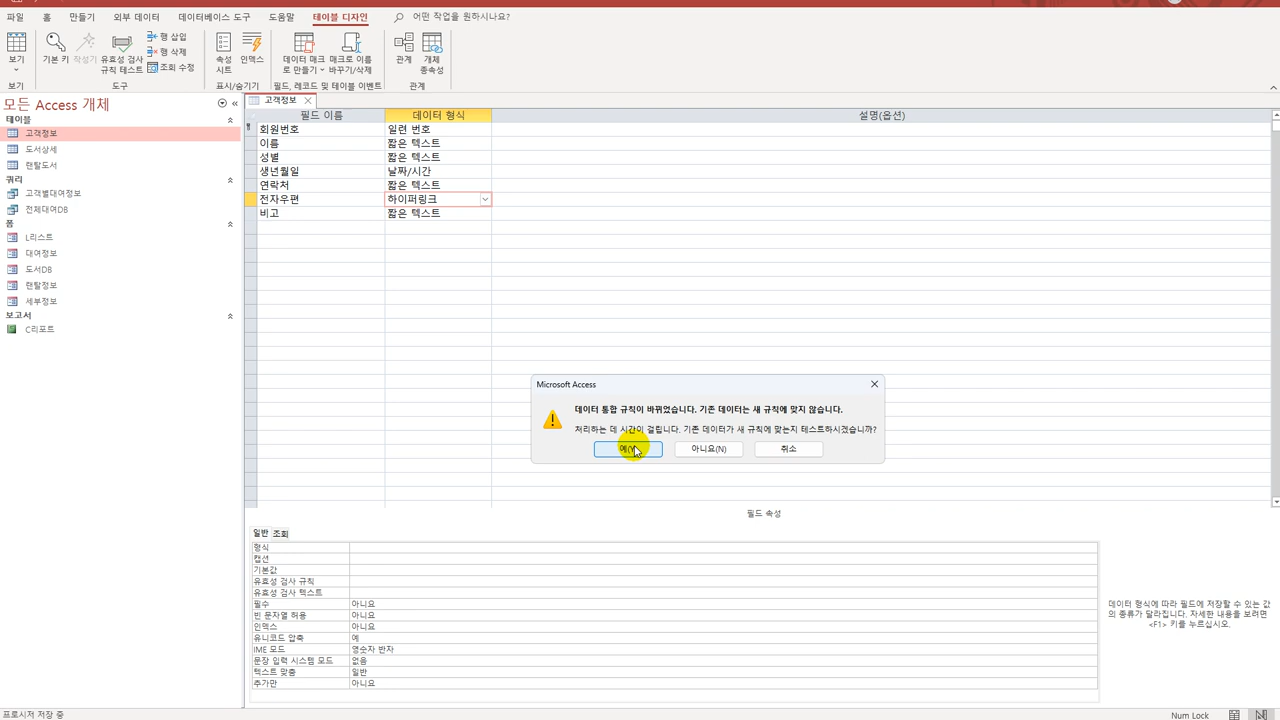 파일 홈 만들기 외부 데이터 데이터베이스 도구 도움말 테이블 디자인 어떤 작업을 원하시나요?
보기 기본 키 작성기 유효성 검사 규칙 테스트 행 삽입 행 삭제 조회 수정 속성 시트 인덱스 데이터 매크로 만들기 매크로 이름 바꾸기/삭제 관계 개체 종속성
보기 도구 표시/숨기기 필드, 레코드 및 테이블 이벤트 관계
모든 Access 개체
테이블
고객정보
도서상세
랜탈도서
쿼리
고객별대여정보
전체대여DB
폼
L리스트
대여정보
도서DB
랜탈정보
세부정보
보고서
C리포트
고객정보
필드 이름 데이터 형식 설명(옵션)
회원번호 일련 번호
이름 짧은 텍스트
성별 짧은 텍스트
생년월일 날짜/시간
연락처 짧은 텍스트
전자우편 하이퍼링크
비고 짧은 텍스트
Microsoft Access
데이터 통합 규칙이 바뀌었습니다. 기존 데이터는 새 규칙에 맞지 않습니다.
처리하는 데 시간이 걸립니다. 기존 데이터가 새 규칙에 맞는지 테스트하시겠습니까?
예(Y) 아니요(N) 취소
필드 속성
일반 조회
형식
캡션
기본값
유효성 검사 규칙
유효성 검사 텍스트
필수 아니요
빈 문자열 허용 아니요
인덱스 아니요
유니코드 압축 예
IME 모드 영숫자 반자
문장 입력 시스템 모드 없음
텍스트 맞춤 일반
추가만 아니요
데이터 형식에 따라 필드에 저장할 수 있는 값
의 종류가 달라집니다. 자세한 내용을 보려면
<F1> 키를 누르십시오.
프로시저 저장 중 Num Lock